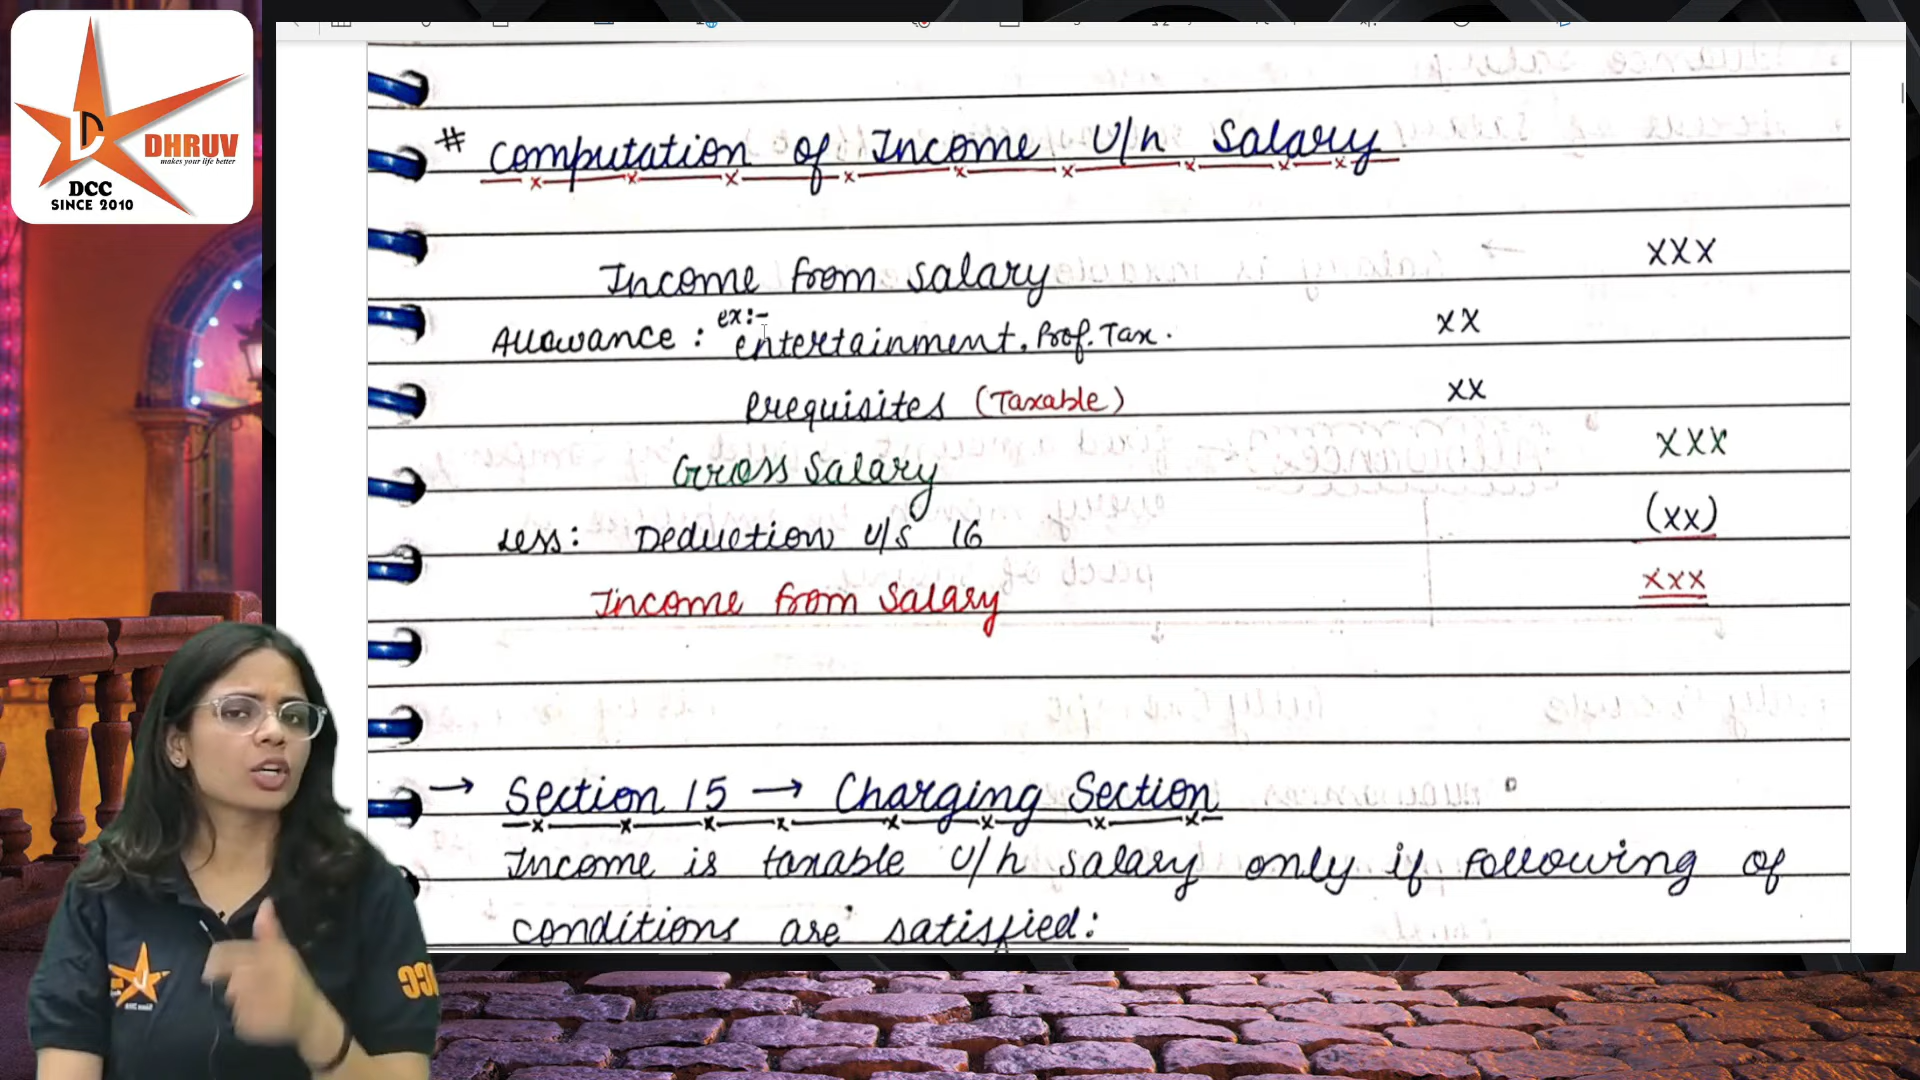 DHRUV
makes your life better
DCC
SINCE 2010
# Computation of Income U/h Salary
Income from salary XXX
ex:-
Allowance : entertainment, Prof. Tax. XX
Prequisites (Taxable) XX
Gross Salary XXX
Less: Deduction U/S 16 (XX)
Income from Salary XXX
→ Section 15 → Charging Section
Income is taxable U/h salary only if following of
conditions are satisfied: